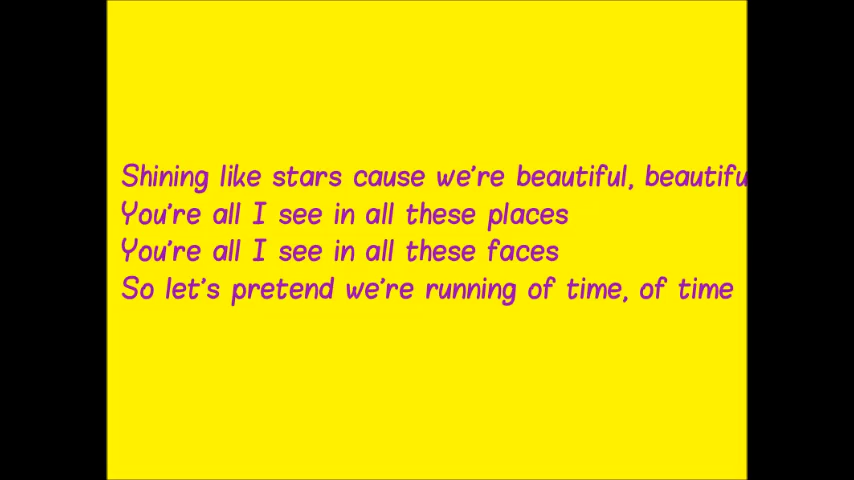 Shining like stars cause we're beautiful, beautifu
You're all I see in all these places
You're all I see in all these faces
So let's pretend we're running of time, of time